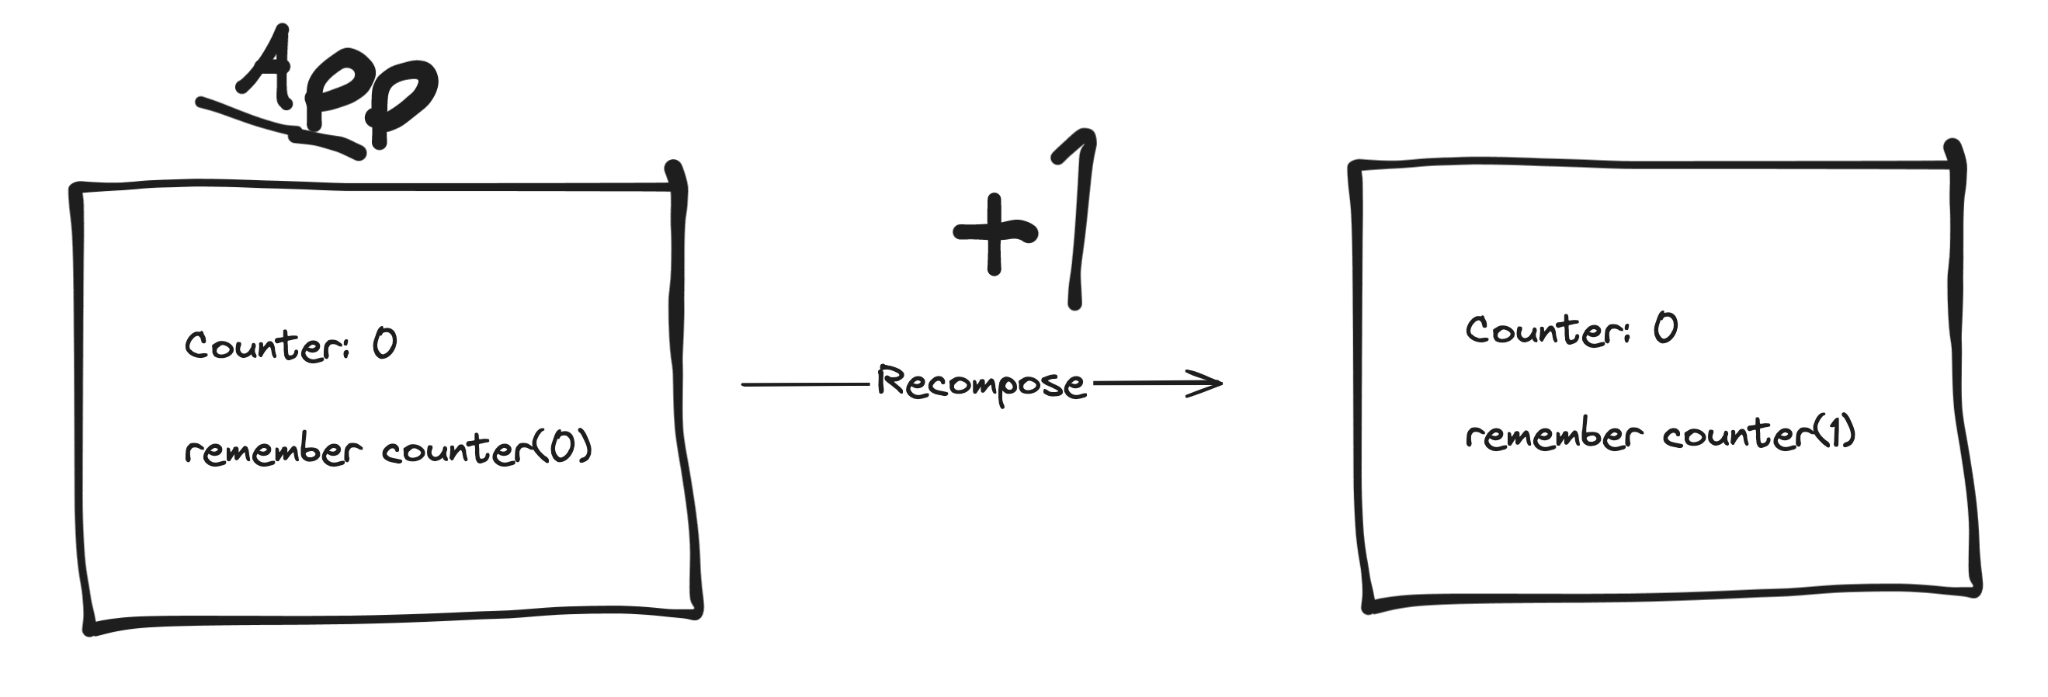 App
Counter: 0
remember counter(0)
+1
Recompose
Counter: 0
remember counter(1)